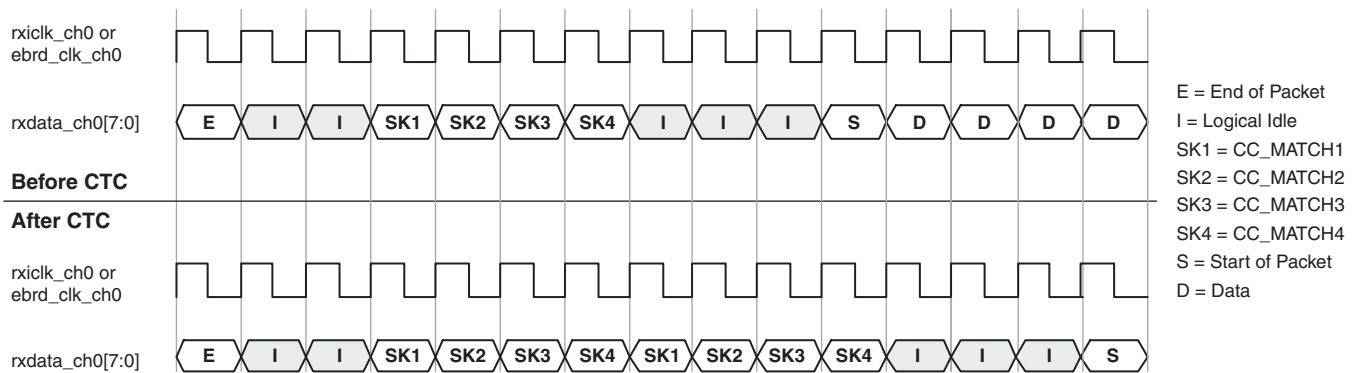 rxiclk_ch0 or
ebrd_clk_ch0
rxdata_ch0[7:0]
E I I SK1 SK2 SK3 SK4 I I I S D D D D
Before CTC
After CTC
rxiclk_ch0 or
ebrd_clk_ch0
rxdata_ch0[7:0]
E I I SK1 SK2 SK3 SK4 SK1 SK2 SK3 SK4 I I I S
E = End of Packet
I = Logical Idle
SK1 = CC_MATCH1
SK2 = CC_MATCH2
SK3 = CC_MATCH3
SK4 = CC_MATCH4
S = Start of Packet
D = Data